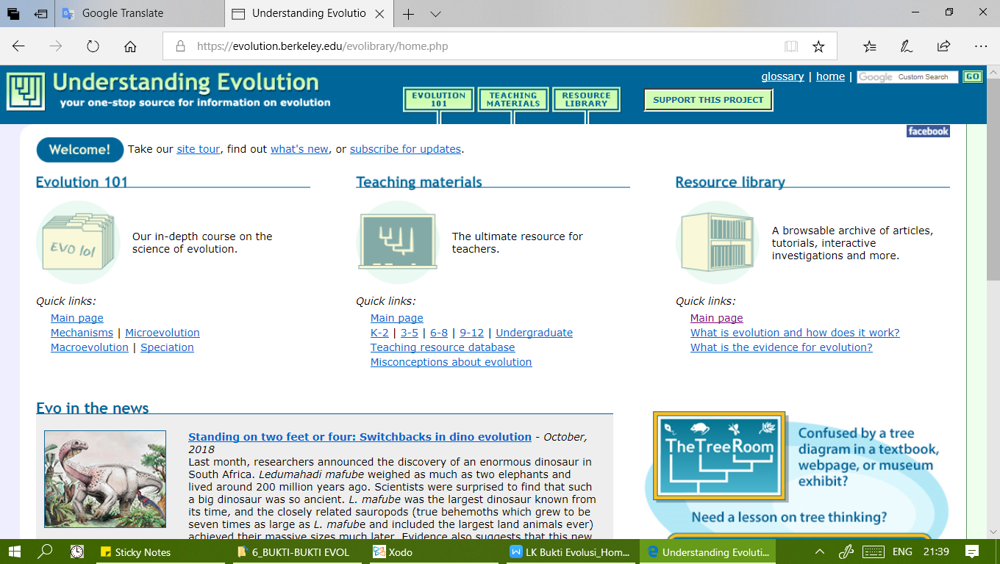 Google Translate
Understanding Evolutio
https://evolution.berkeley.edu/evolibrary/home.php
Understanding Evolution
your one-stop source for information on evolution
EVOLUTION 101
TEACHING MATERIALS
RESOURCE LIBRARY
SUPPORT THIS PROJECT
glossary | home | Google Custom Search GO
facebook
Welcome! Take our site tour, find out what's new, or subscribe for updates.
Evolution 101
EVO 101
Our in-depth course on the
science of evolution.
Quick links:
Main page
Mechanisms | Microevolution
Macroevolution | Speciation
Teaching materials
The ultimate resource for
teachers.
Quick links:
Main page
K-2 | 3-5 | 6-8 | 9-12 | Undergraduate
Teaching resource database
Misconceptions about evolution
Resource library
A browsable archive of articles,
tutorials, interactive
investigations and more.
Quick links:
Main page
What is evolution and how does it work?
What is the evidence for evolution?
Evo in the news
Standing on two feet or four: Switchbacks in dino evolution - October,
2018
Last month, researchers announced the discovery of an enormous dinosaur in
South Africa. Ledumahadi mafube weighed as much as two elephants and
lived around 200 million years ago. Scientists were surprised to find that such
a big dinosaur was so ancient. L. mafube was the largest dinosaur known from
its time, and the closely related sauropods (true behemoths which grew to be
seven times as large as L. mafube and included the largest land animals ever)
achieved their massive sizes much later. Evidence also suggests that this new
TheTreeRoom
Confused by a tree
diagram in a textbook,
webpage, or museum
exhibit?
Need a lesson on tree thinking?
Sticky Notes
6_BUKTI-BUKTI EVOL
Xodo
LK Bukti Evolusi_Hom...
Understanding Evoluti...
ENG
21:39